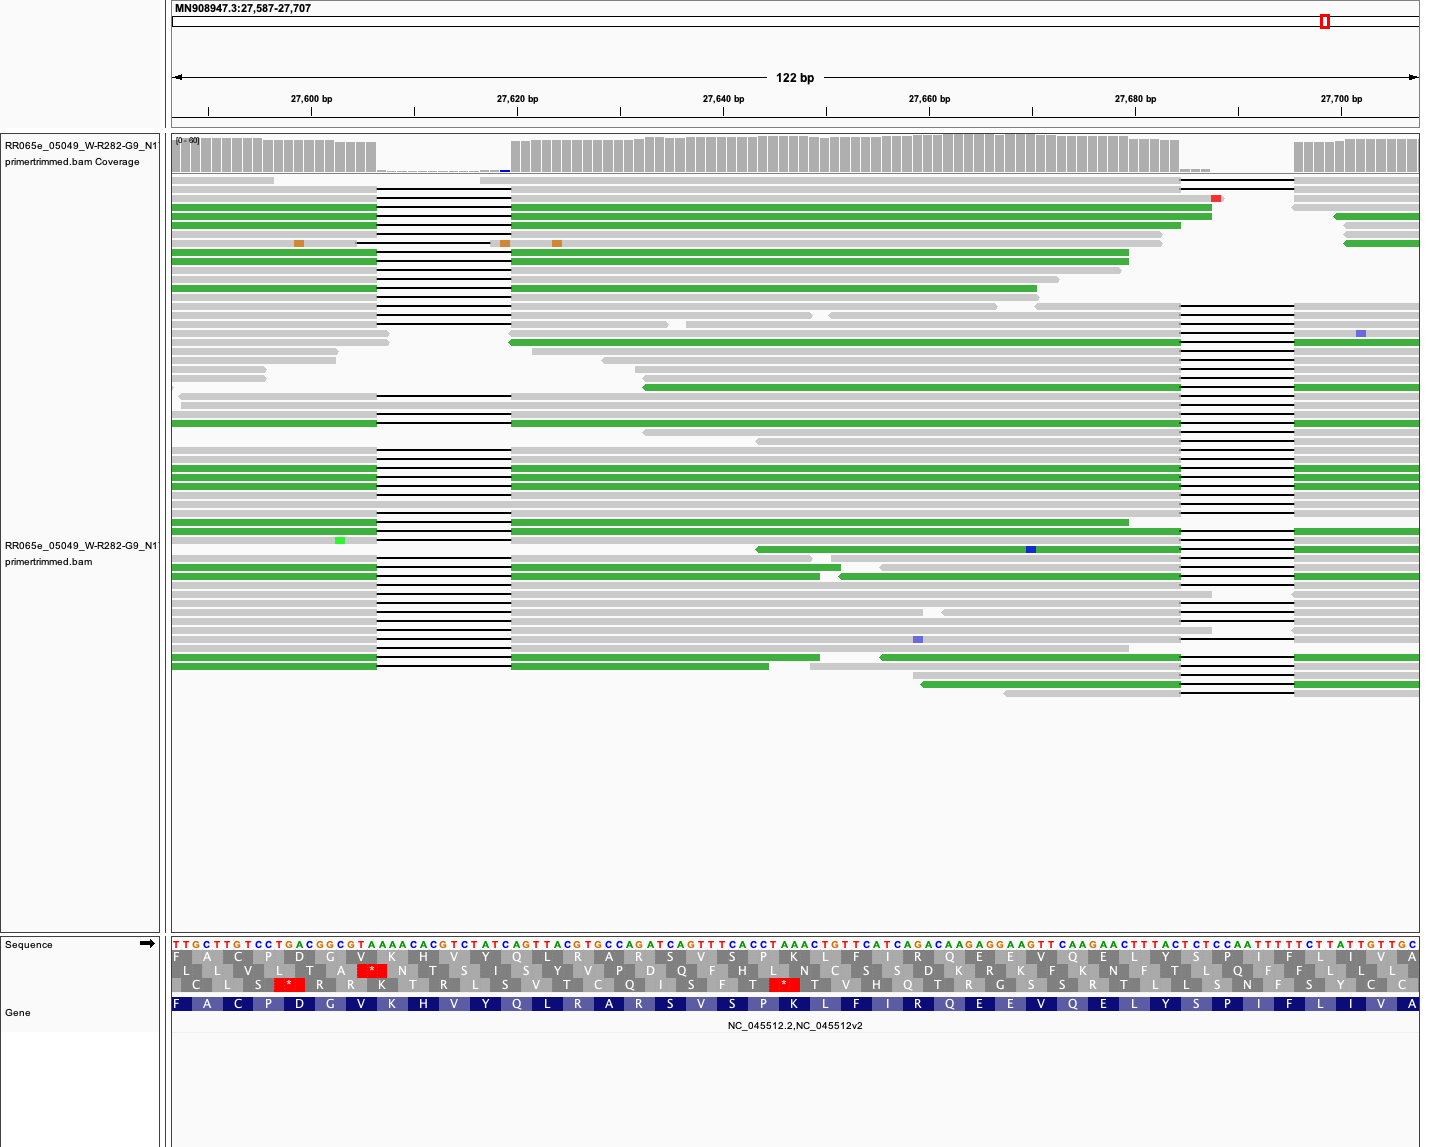 MN908947.3:27,587-27,707
122 bp
27,600 bp 27,620 bp 27,640 bp 27,660 bp 27,680 bp 27,700 bp
RR065e_05049_W-R282-G9_N1
primertrimmed.bam Coverage
[0 - 60]
RR065e_05049_W-R282-G9_N1
primertrimmed.bam
Sequence
T T G C T T G T C C T G A C G G C G T A A A A C A C G T C T A T C A G T T A C G T G C C A G A T C A G T T T C A C C T A A A C T G T T C A T C A G A C A A G A G G A A G T T C A A G A A C T T T A C T C T C C A A T T T T T C T T A T T G T T G C
F A C P D G V K H V Y Q L R A R S V S P K L F I R Q E E V Q E L Y S P I F L I V A
L L V L T A * N T S I S Y V P D Q F H L N C S S D K R K F K N F T L Q F F L L L
C L S * R R K T R L S V T C Q I S F T * T V H Q T R G S S R T L L S N F S Y C C
Gene
F A C P D G V K H V Y Q L R A R S V S P K L F I R Q E E V Q E L Y S P I F L I V A
NC_045512.2,NC_045512v2